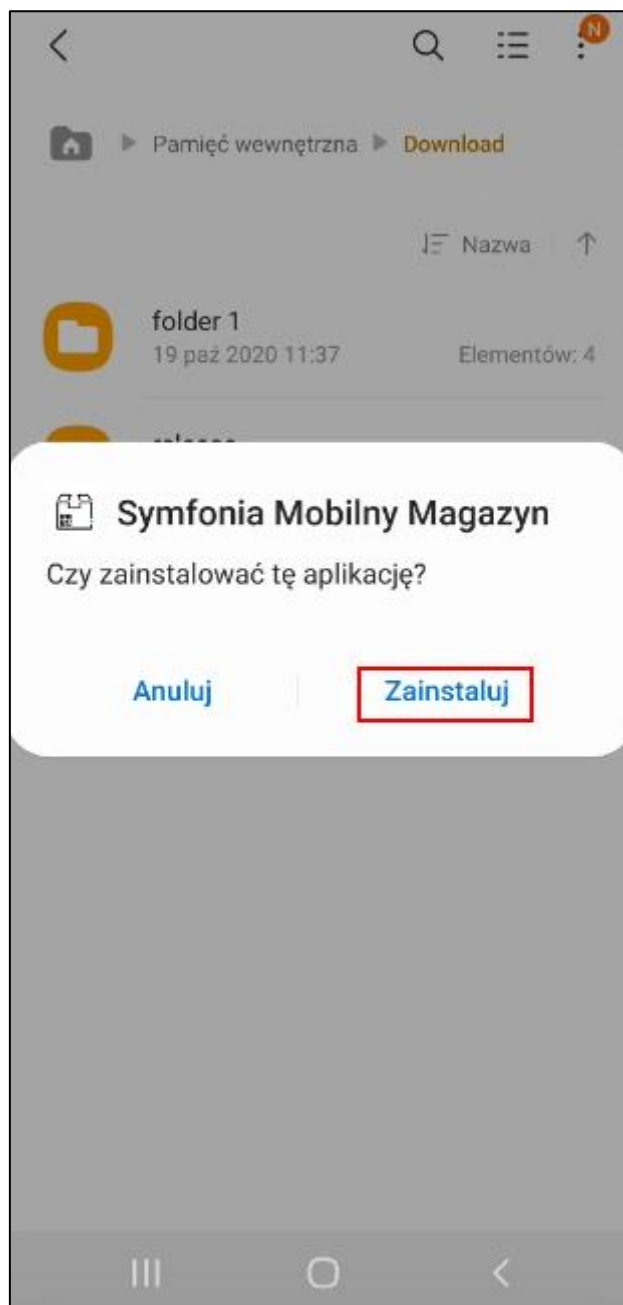 N
Pamięć wewnętrzna Download
Nazwa
folder 1
19 paź 2020 11:37 Elementów: 4
Symfonia Mobilny Magazyn
Czy zainstalować tę aplikację?
Anuluj Zainstaluj